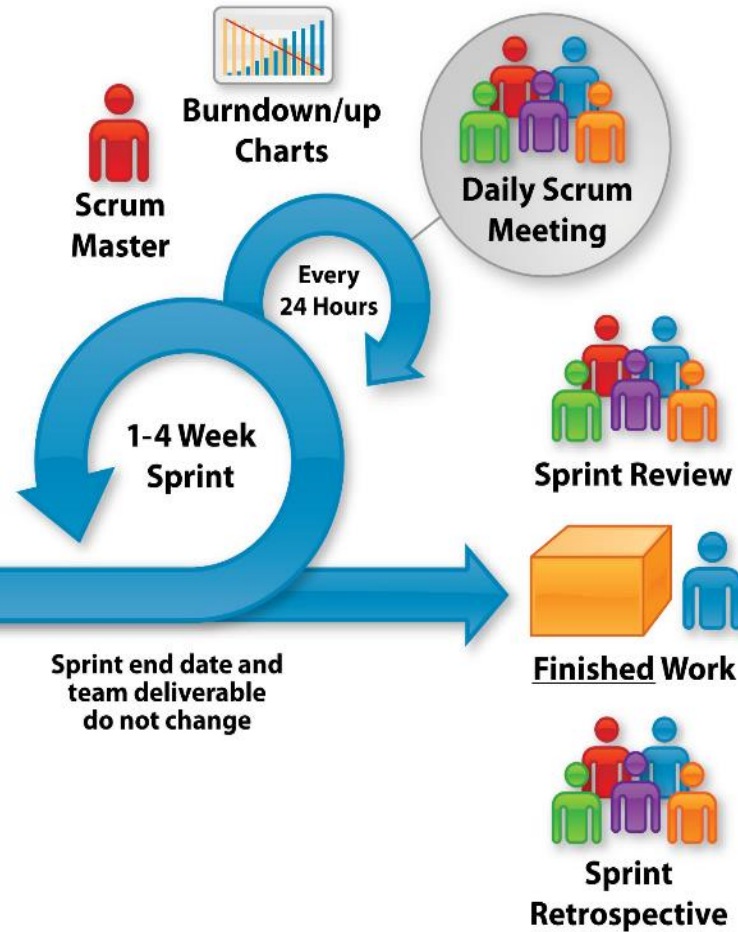 Burndown/up
Charts
Scrum
Master
Daily Scrum
Meeting
Every
24 Hours
1-4 Week
Sprint
Sprint Review
Sprint end date and
team deliverable
do not change
Finished Work
Sprint
Retrospective